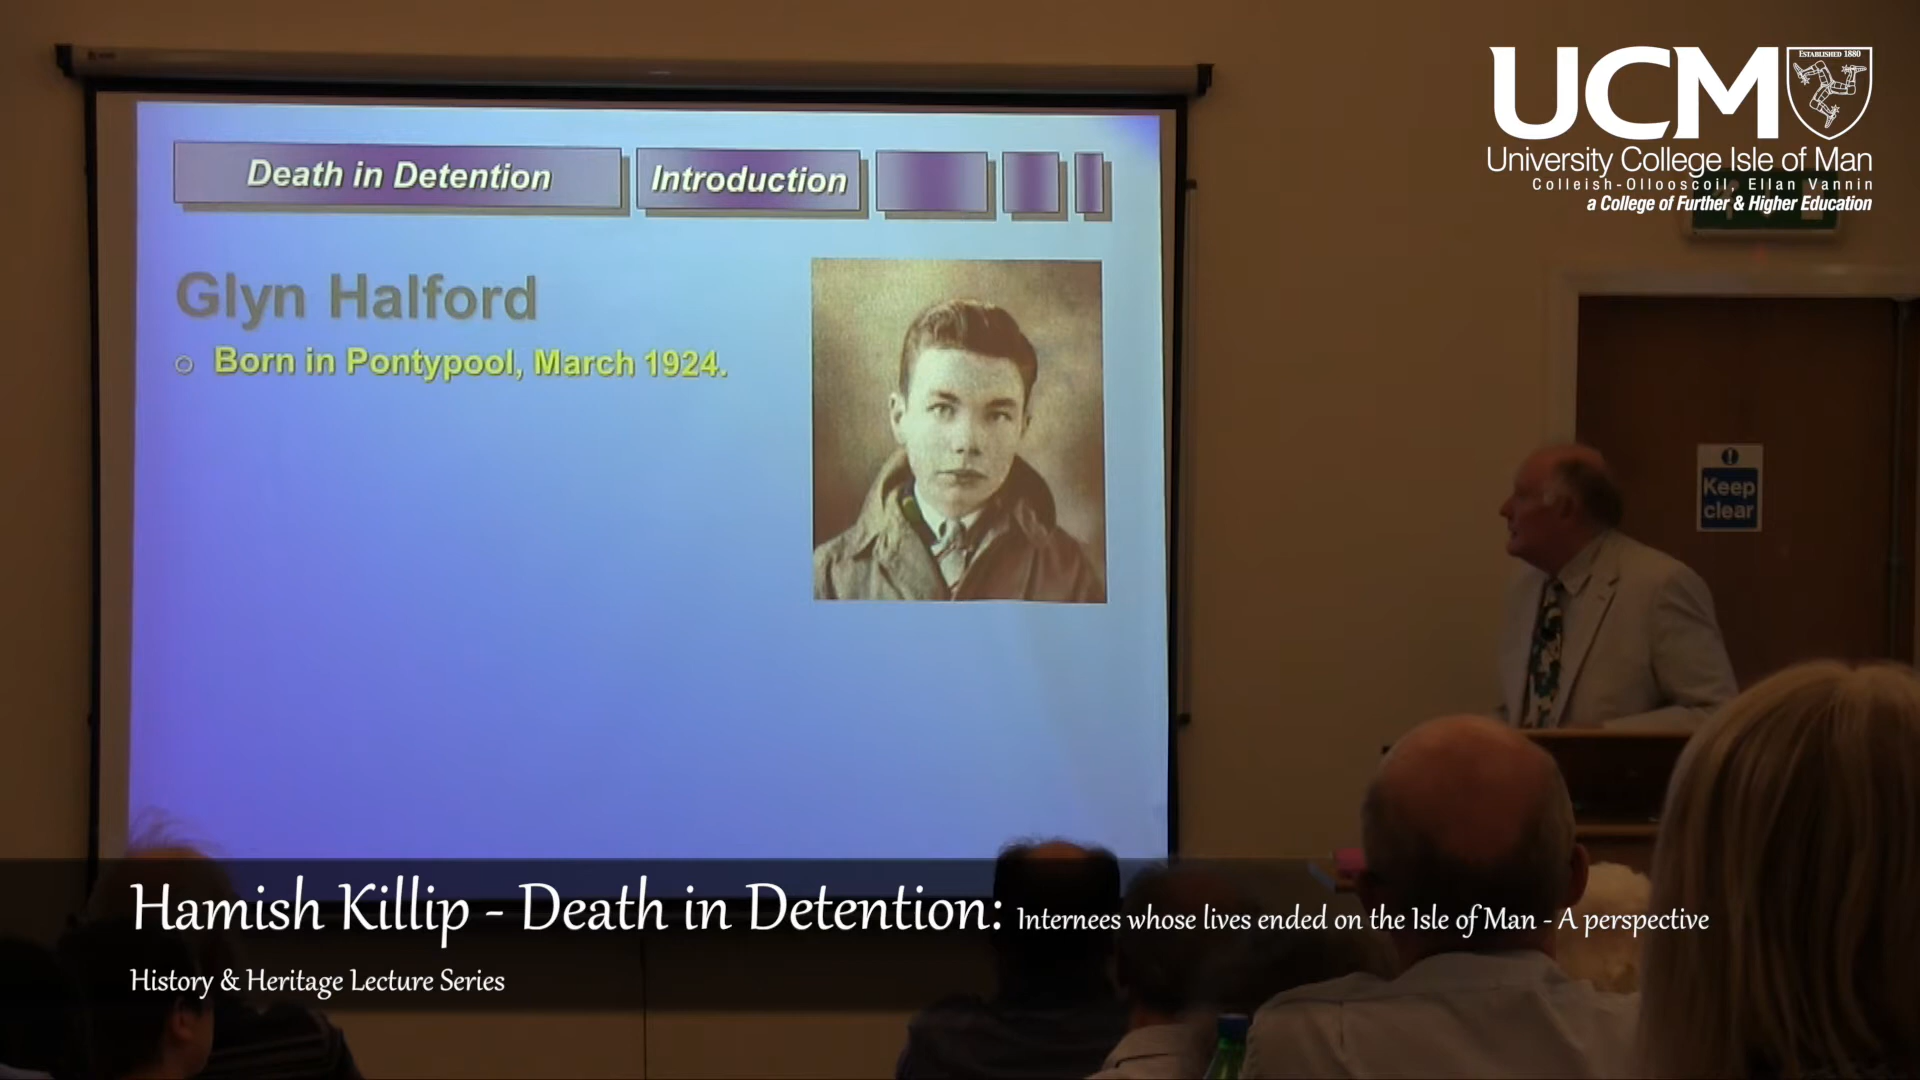 Death in Detention
Introduction
Glyn Halford
Born in Pontypool, March 1924.
ESTABLISHED 1880
UCM
University College Isle of Man
Colleish-Ollooscoil, Ellan Vannin
a College of Further & Higher Education
Keep
clear
Hamish Killip - Death in Detention: Internees whose lives ended on the Isle of Man - A perspective
History & Heritage Lecture Series